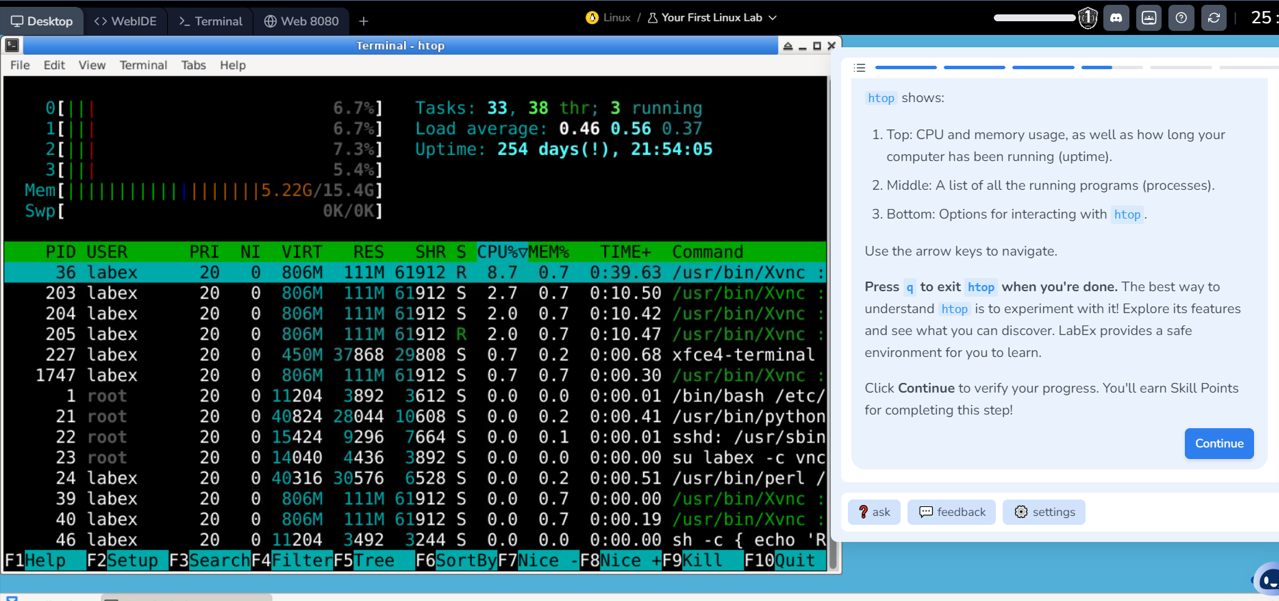 Desktop
WebIDE
Terminal
Web 8080
+
Linux / Your First Linux Lab
1
25 :
Terminal - htop
File Edit View Terminal Tabs Help
0[||| 6.7%]
1[||| 6.7%]
2[||| 7.3%]
3[||| 5.4%]
Mem[|||||||||||||||||||5.22G/15.4G]
Swp[ 0K/0K]
Tasks: 33, 38 thr; 3 running
Load average: 0.46 0.56 0.37
Uptime: 254 days(!), 21:54:05
PID USER PRI NI VIRT RES SHR S CPU%▽MEM% TIME+ Command
36 labex 20 0 806M 111M 61912 R 8.7 0.7 0:39.63 /usr/bin/Xvnc :
203 labex 20 0 806M 111M 61912 S 2.7 0.7 0:10.50 /usr/bin/Xvnc :
204 labex 20 0 806M 111M 61912 S 2.0 0.7 0:10.42 /usr/bin/Xvnc :
205 labex 20 0 806M 111M 61912 R 2.0 0.7 0:10.47 /usr/bin/Xvnc :
227 labex 20 0 450M 37868 29808 S 0.7 0.2 0:00.68 xfce4-terminal
1747 labex 20 0 806M 111M 61912 S 0.7 0.7 0:00.30 /usr/bin/Xvnc :
1 root 20 0 11204 3892 3612 S 0.0 0.0 0:00.01 /bin/bash /etc/
21 root 20 0 40824 28044 10608 S 0.0 0.2 0:00.41 /usr/bin/python
22 root 20 0 15424 9296 7664 S 0.0 0.1 0:00.01 sshd: /usr/sbin
23 root 20 0 14040 4436 3892 S 0.0 0.0 0:00.00 su labex -c vnc
24 labex 20 0 40316 30576 6528 S 0.0 0.2 0:00.51 /usr/bin/perl /
39 labex 20 0 806M 111M 61912 S 0.0 0.7 0:00.00 /usr/bin/Xvnc :
40 labex 20 0 806M 111M 61912 S 0.0 0.7 0:00.19 /usr/bin/Xvnc :
46 labex 20 0 11204 3492 3244 S 0.0 0.0 0:00.00 sh -c { echo 'R
F1Help F2Setup F3SearchF4FilterF5Tree F6SortByF7Nice -F8Nice +F9Kill F10Quit
htop shows:
1. Top: CPU and memory usage, as well as how long your
computer has been running (uptime).
2. Middle: A list of all the running programs (processes).
3. Bottom: Options for interacting with htop.
Use the arrow keys to navigate.
Press q to exit htop when you're done. The best way to
understand htop is to experiment with it! Explore its features
and see what you can discover. LabEx provides a safe
environment for you to learn.
Click Continue to verify your progress. You'll earn Skill Points
for completing this step!
Continue
ask
feedback
settings